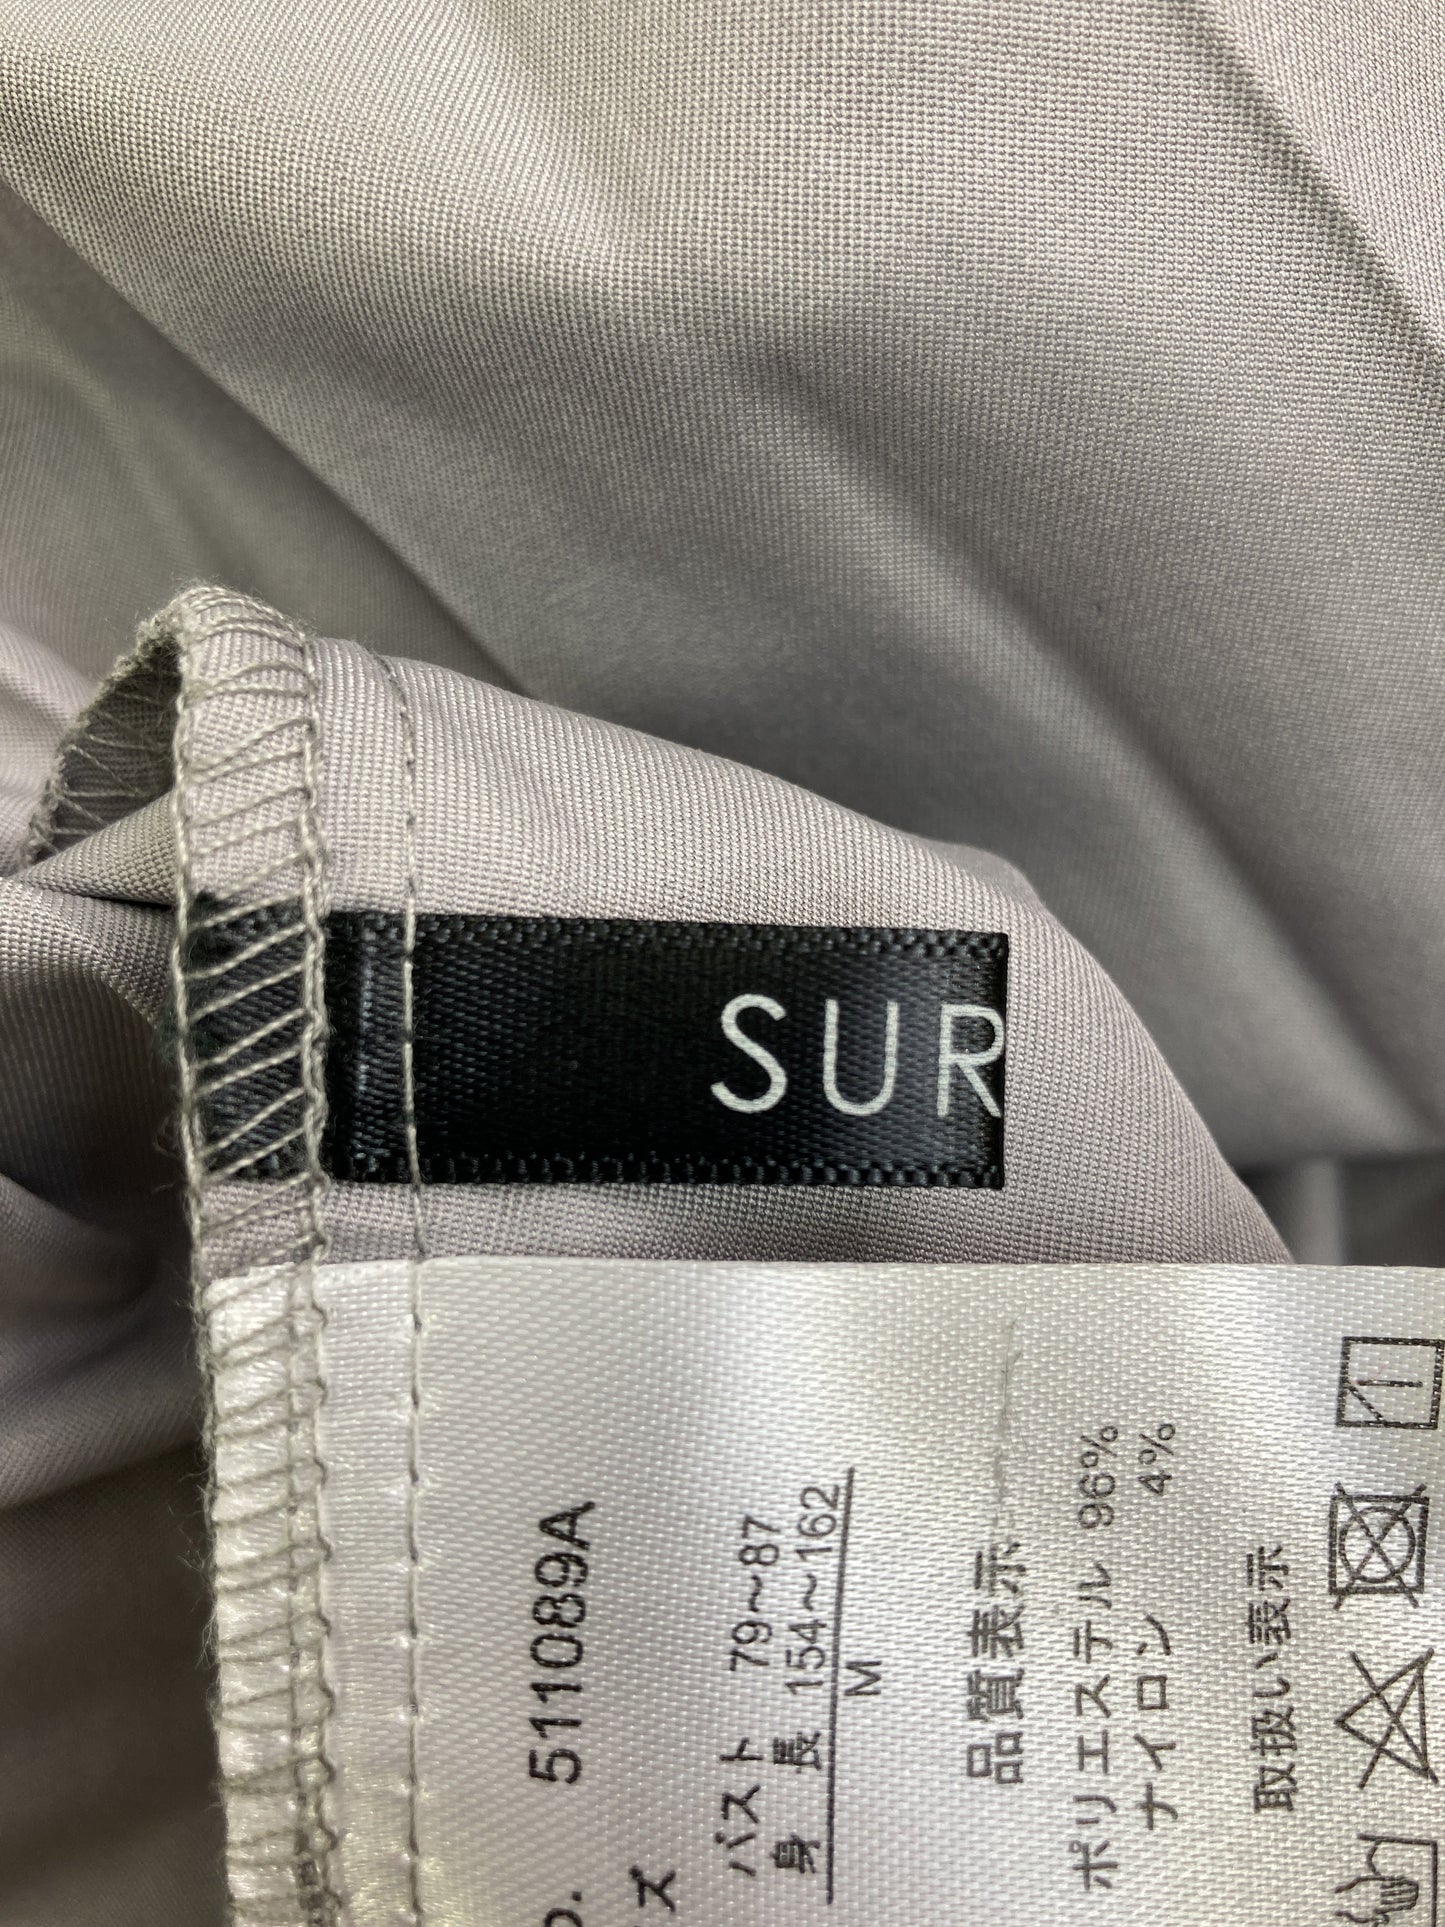 SUR
o. 511089A
ズ
バスト 79~87
身 長 154~162
M
品質表示
ポリエステル 96%
ナイロン 4%
取扱い表示